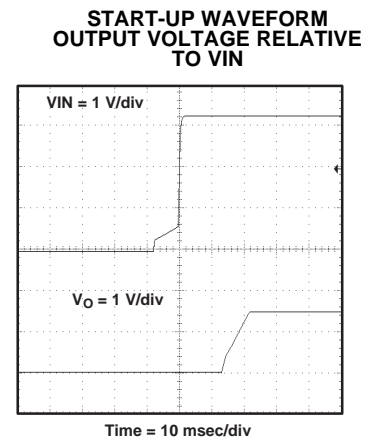 START-UP WAVEFORM
OUTPUT VOLTAGE RELATIVE
TO VIN
VIN = 1 V/div
VO = 1 V/div
Time = 10 msec/div